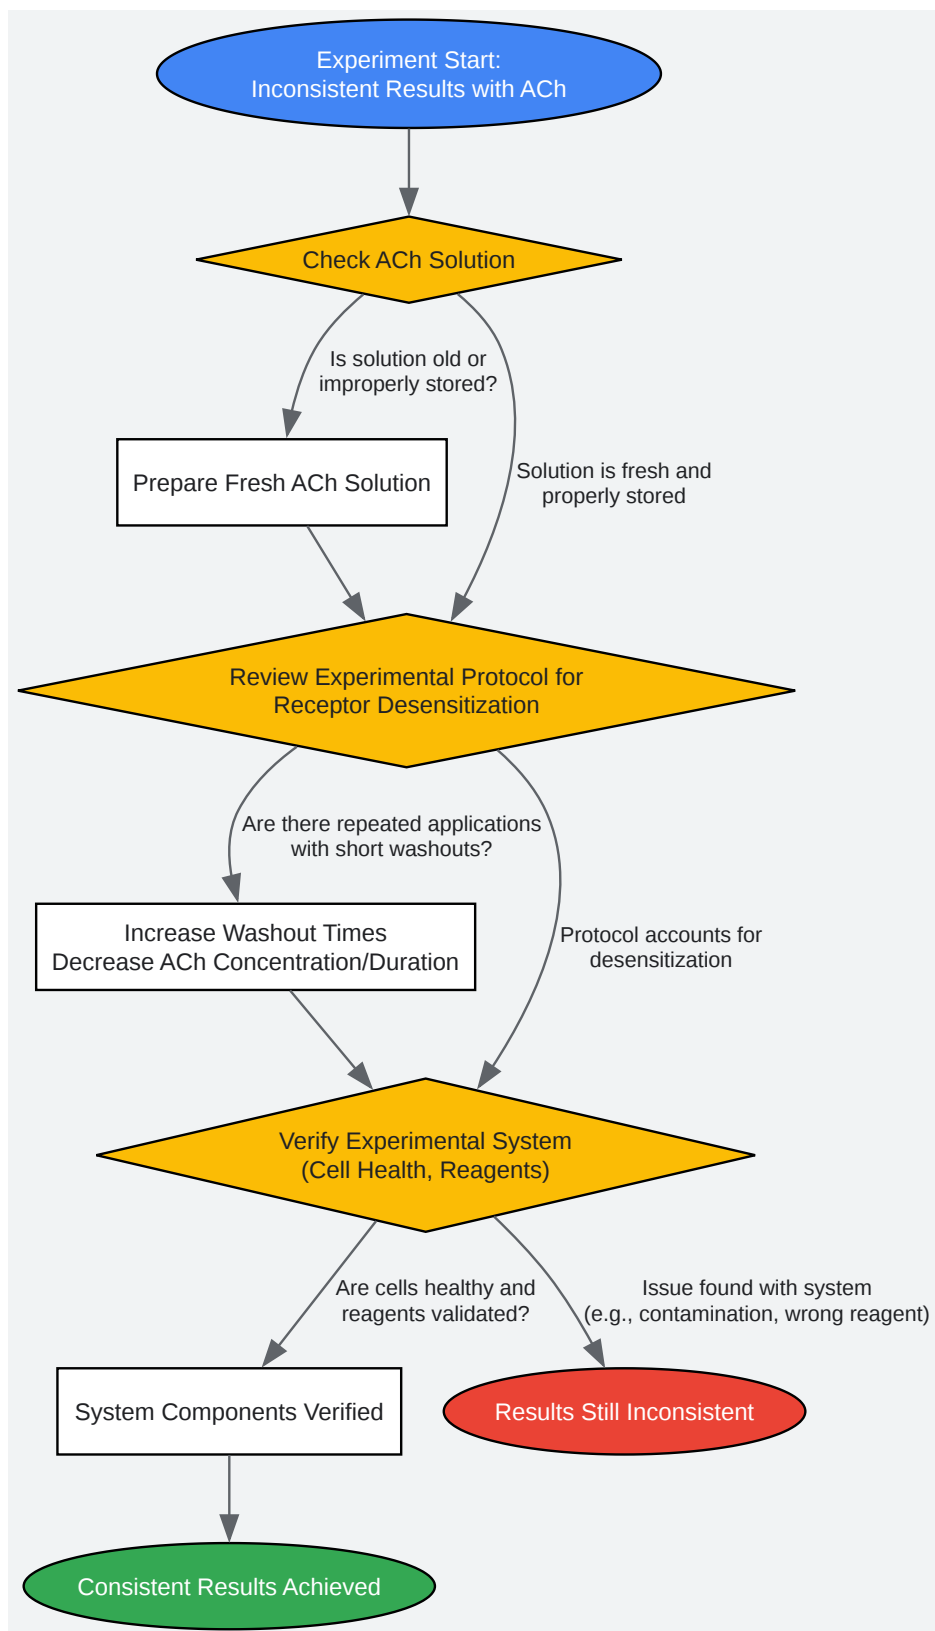 Experiment Start:
Inconsistent Results with ACh
Check ACh Solution
Is solution old or
improperly stored?
Prepare Fresh ACh Solution
Solution is fresh and
properly stored
Review Experimental Protocol for
Receptor Desensitization
Are there repeated applications
with short washouts?
Increase Washout Times
Decrease ACh Concentration/Duration
Protocol accounts for
desensitization
Verify Experimental System
(Cell Health, Reagents)
Are cells healthy and
reagents validated?
Issue found with system
(e.g., contamination, wrong reagent)
System Components Verified
Results Still Inconsistent
Consistent Results Achieved